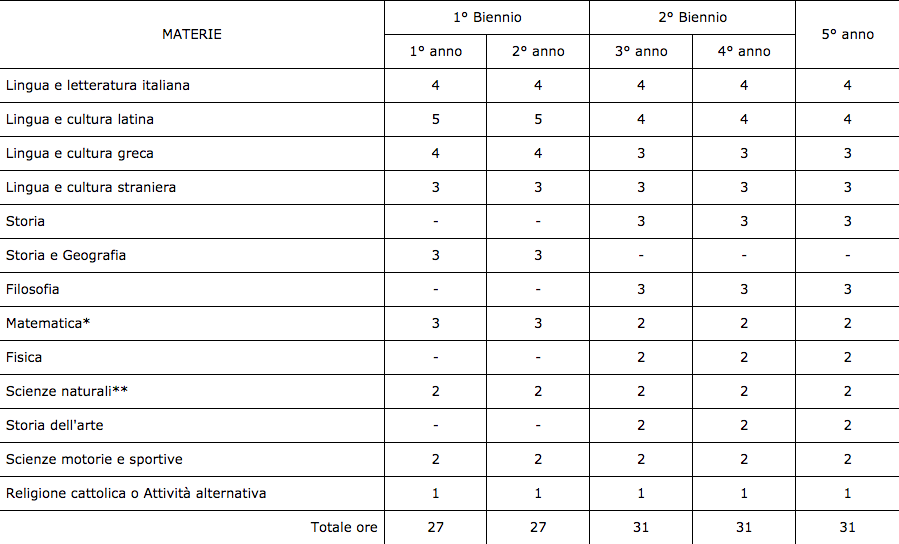 MATERIE 1° Biennio 2° Biennio 5° anno
1° anno 2° anno 3° anno 4° anno
Lingua e letteratura italiana 4 4 4 4 4
Lingua e cultura latina 5 5 4 4 4
Lingua e cultura greca 4 4 3 3 3
Lingua e cultura straniera 3 3 3 3 3
Storia - - 3 3 3
Storia e Geografia 3 3 - - -
Filosofia - - 3 3 3
Matematica* 3 3 2 2 2
Fisica - - 2 2 2
Scienze naturali** 2 2 2 2 2
Storia dell'arte - - 2 2 2
Scienze motorie e sportive 2 2 2 2 2
Religione cattolica o Attività alternativa 1 1 1 1 1
Totale ore 27 27 31 31 31